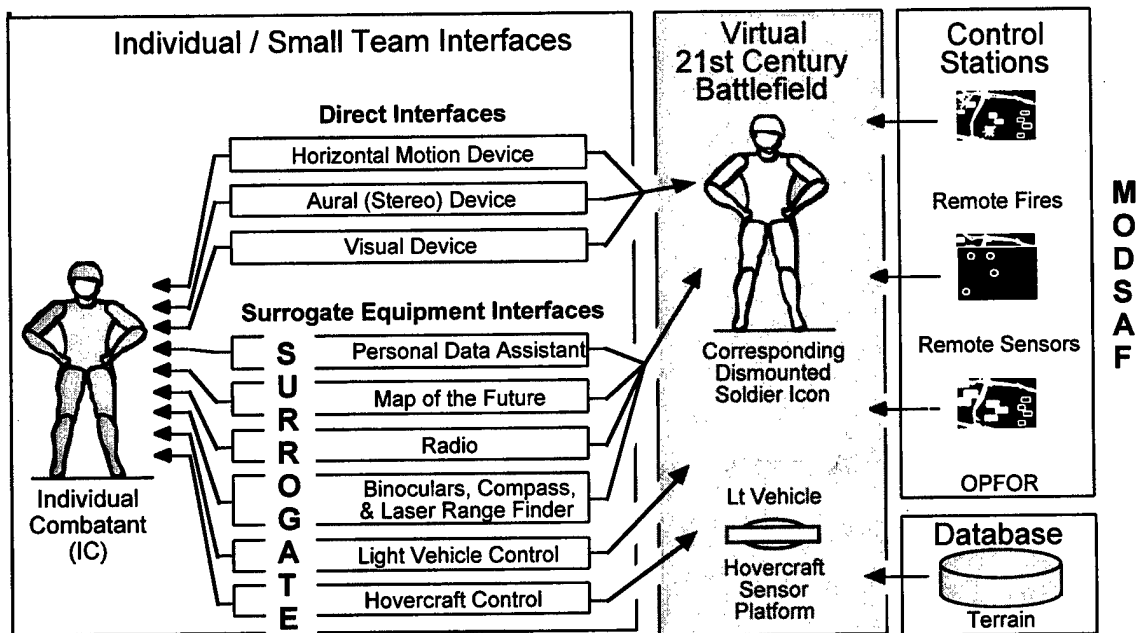 Individual / Small Team Interfaces
Direct Interfaces
Horizontal Motion Device
Aural (Stereo) Device
Visual Device
Surrogate Equipment Interfaces
SURROGATE
Personal Data Assistant
Map of the Future
Radio
Binoculars, Compass,
& Laser Range Finder
Light Vehicle Control
Hovercraft Control
Individual
Combatant
(IC)
Virtual
21st Century
Battlefield
Corresponding
Dismounted
Soldier Icon
Lt Vehicle
Hovercraft
Sensor
Platform
Control
Stations
Remote Fires
Remote Sensors
OPFOR
Database
Terrain
MODSAF